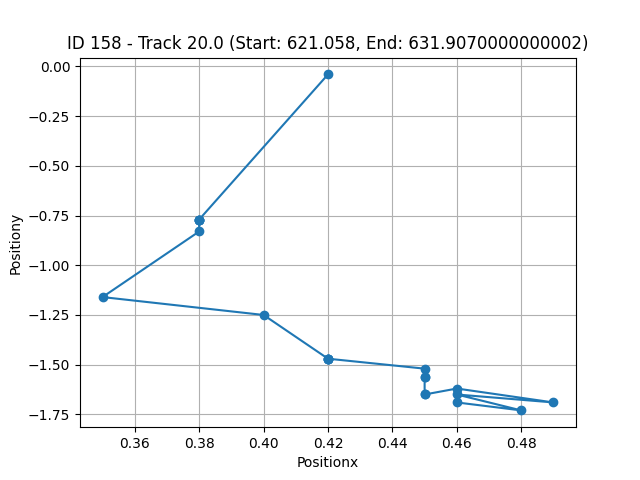 ID 158 - Track 20.0 (Start: 621.058, End: 631.9070000000002)
0.00
−0.25
−0.50
−0.75
−1.00
−1.25
−1.50
−1.75
Positiony
0.36 0.38 0.40 0.42 0.44 0.46 0.48
Positionx